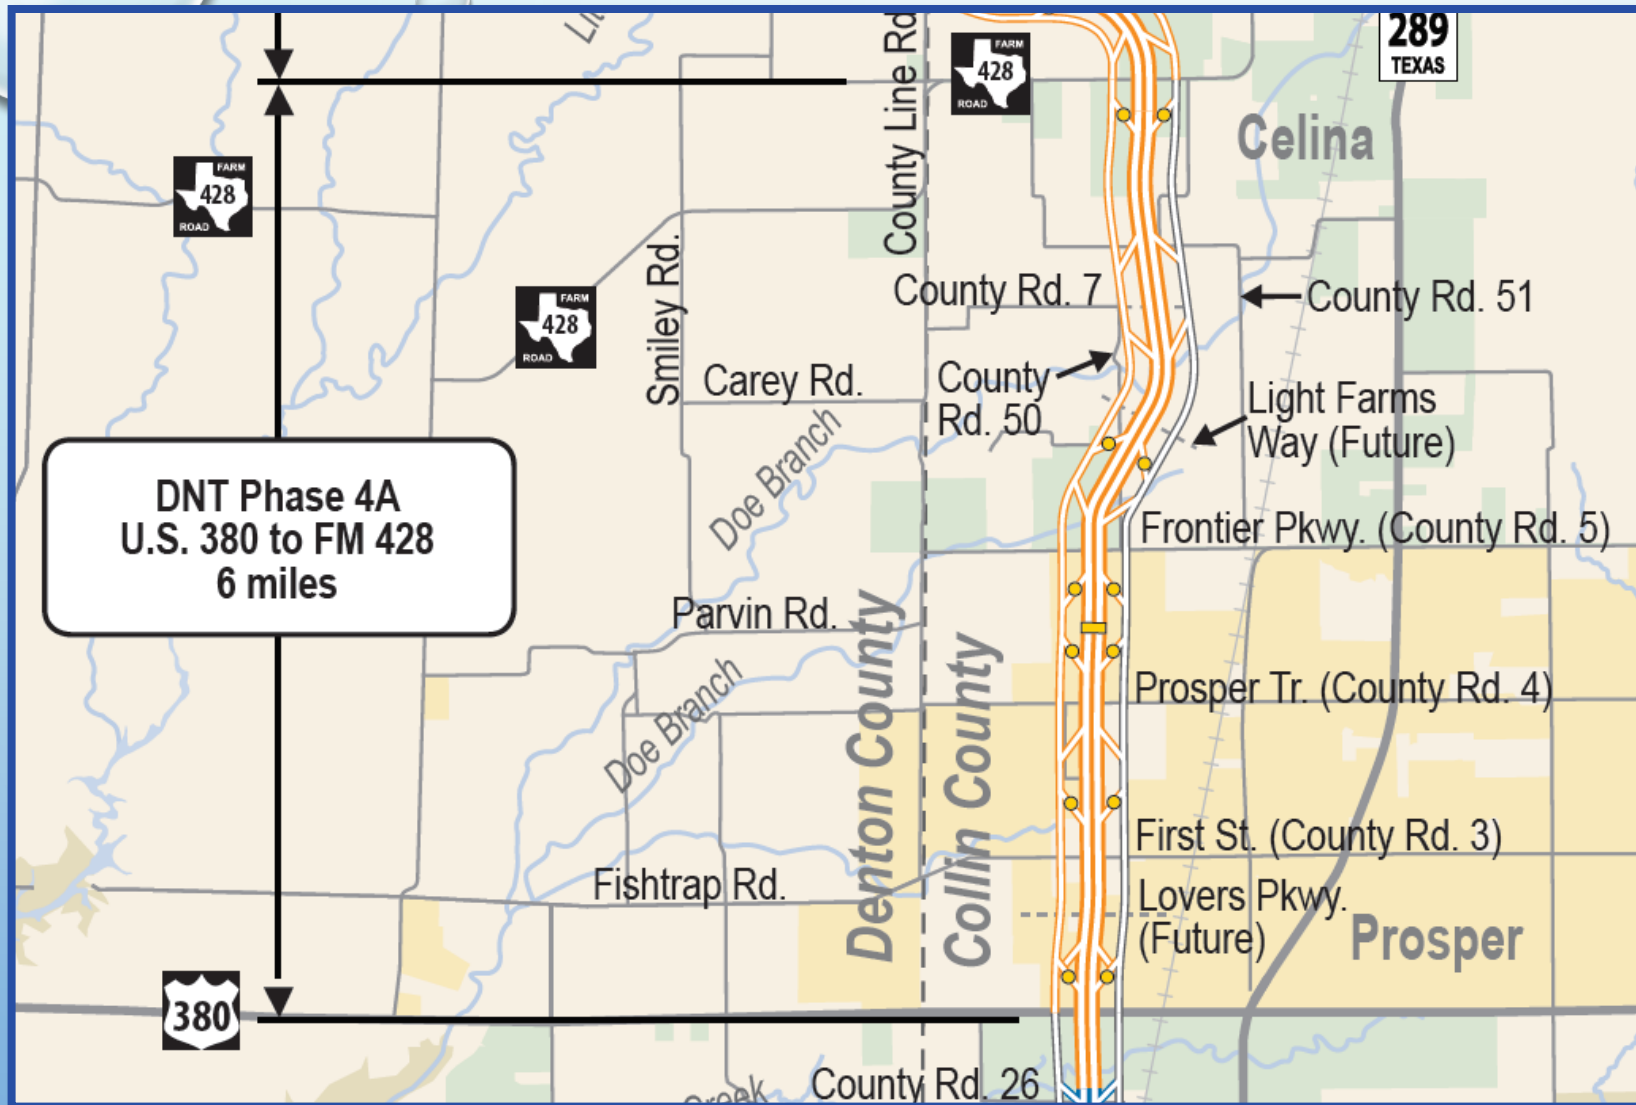 289
TEXAS
FARM
428
ROAD
County Line Rd.
Celina
FARM
428
ROAD
Smiley Rd.
County Rd. 7
County Rd. 51
FARM
428
ROAD
Carey Rd.
County
Rd. 50
Light Farms
Way (Future)
Doe Branch
DNT Phase 4A
U.S. 380 to FM 428
6 miles
Frontier Pkwy. (County Rd. 5)
Parvin Rd.
Denton County
Collin County
Doe Branch
Prosper Tr. (County Rd. 4)
First St. (County Rd. 3)
Fishtrap Rd.
Lovers Pkwy.
(Future)
Prosper
380
County Rd. 26